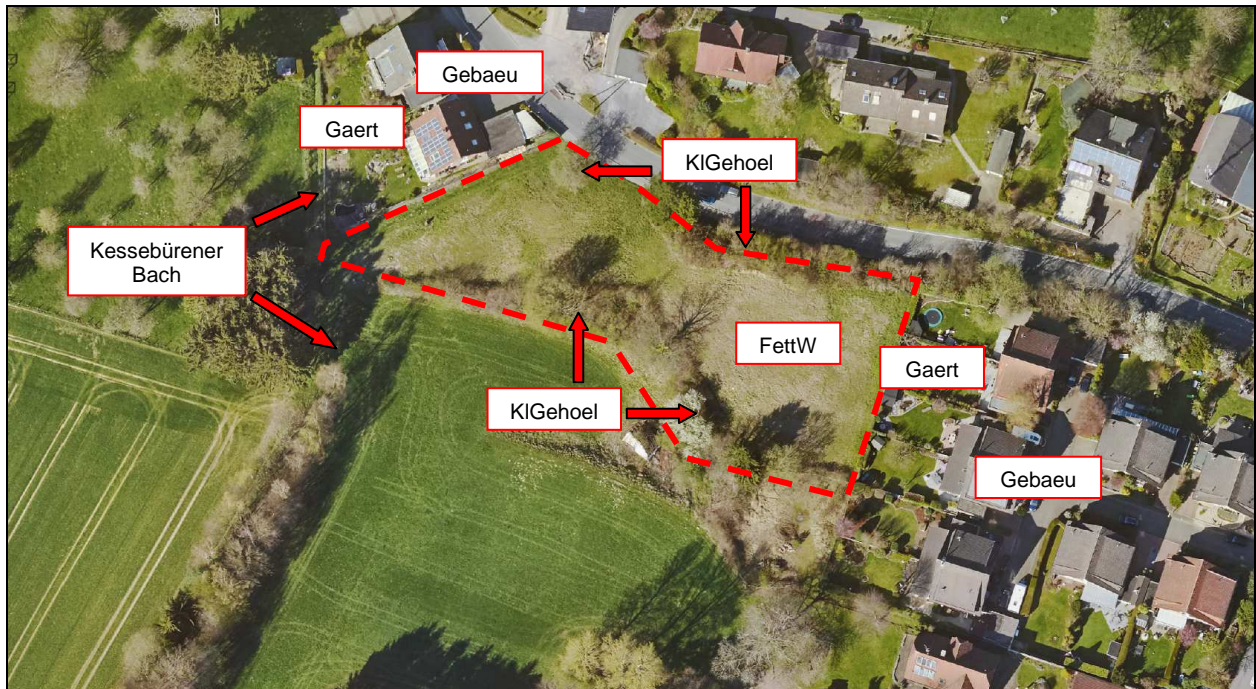 Gebaeu
Gaert
KlGehoel
Kessebürener
Bach
FettW
Gaert
KlGehoel
Gebaeu